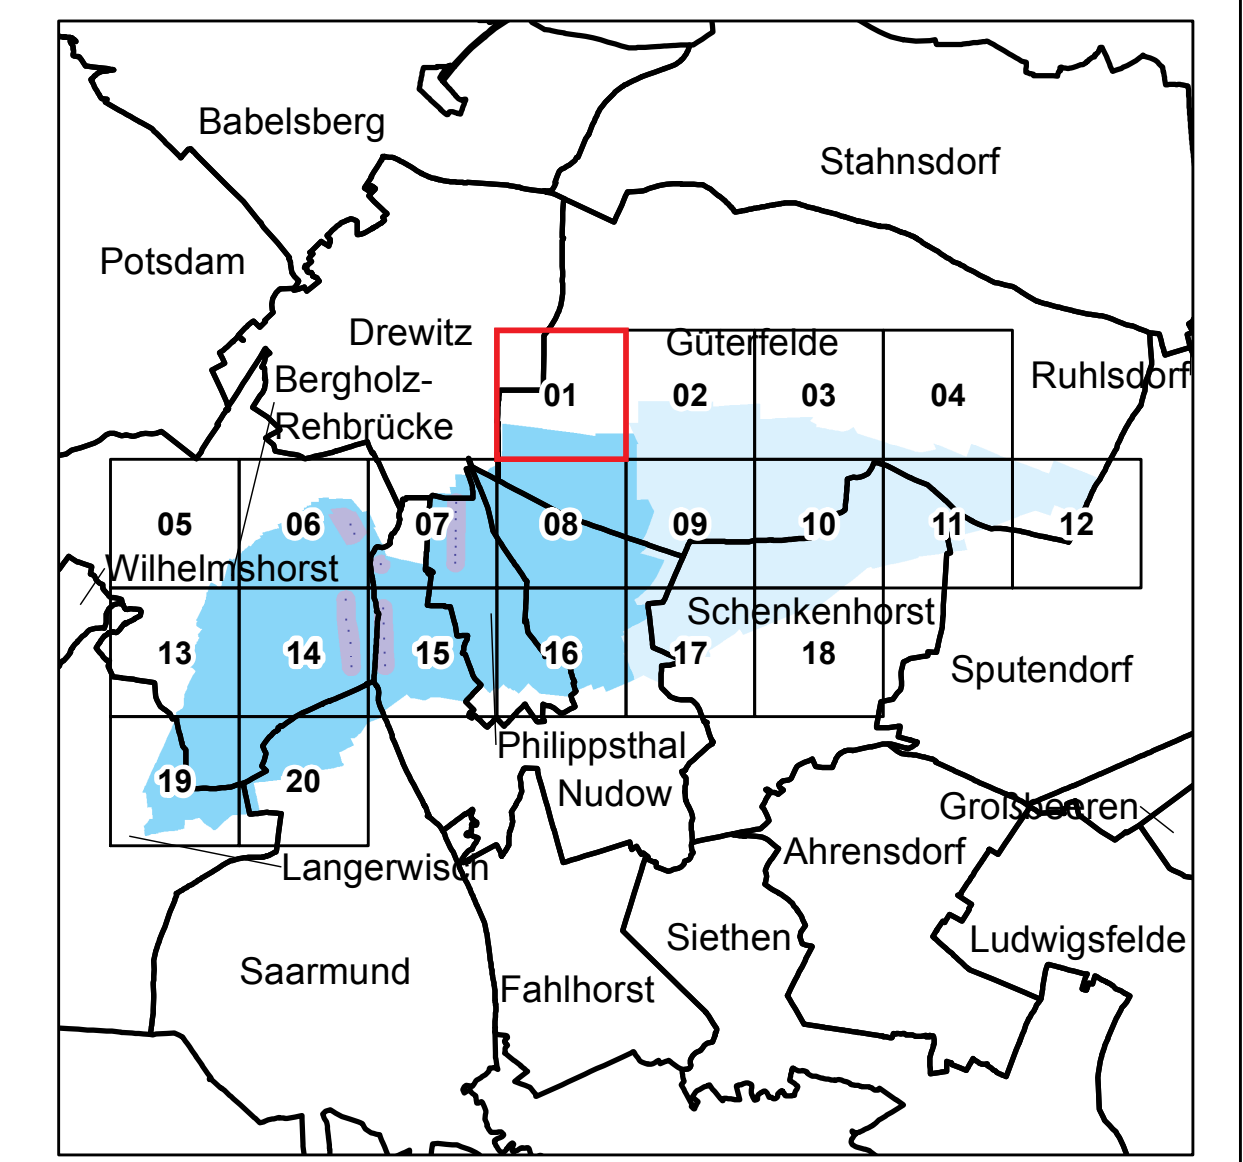 Babelsberg
Stahnsdorf
Potsdam
Drewitz
Güterfelde
Ruhlsdorf
Bergholz-
Rehbrücke
01 02 03 04
05 06 07 08 09 10 11 12
Wilhelmshorst
Schenkenhorst
13 14 15 16 17 18
Sputendorf
Philippsthal
19 20
Nudow
Großbeeren
Langerwisch
Ahrensdorf
Siethen
Ludwigsfelde
Saarmund
Fahlhorst